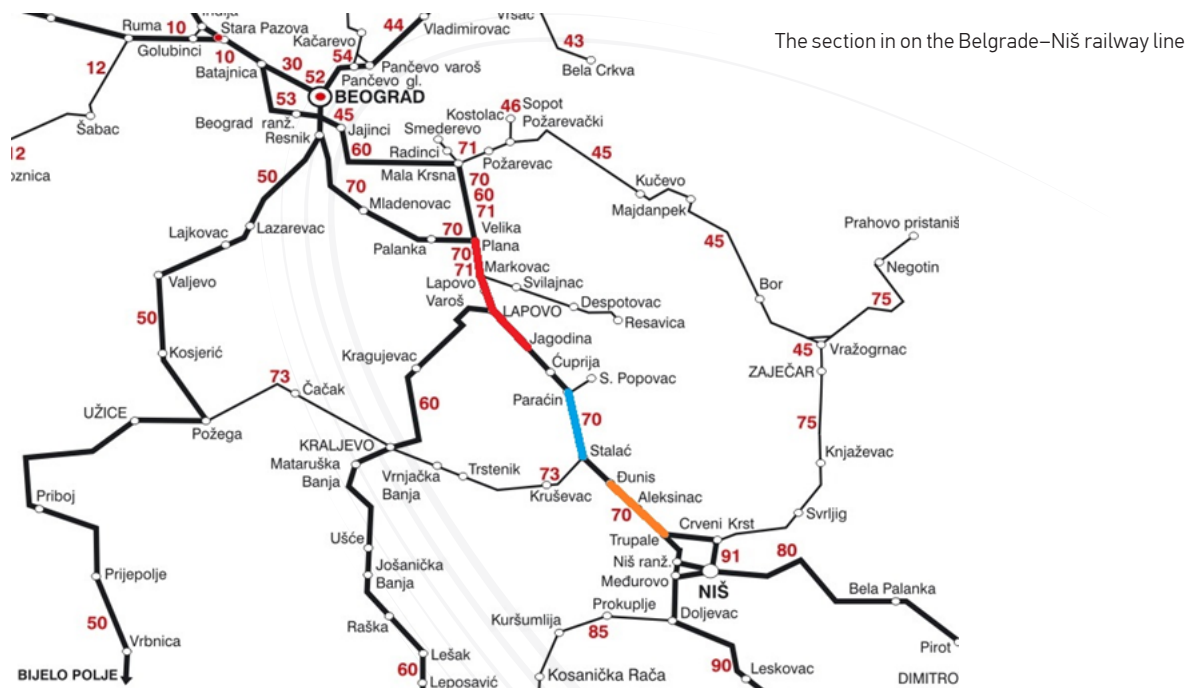 The section in on the Belgrade–Niš railway line
Ruma
10
Golubinci
Stara Pazova
10
Batajnica
30
52
BEOGRAD
12
Šabac
12
53
Beograd ranž.
Resnik
45
Jajinci
60
Kačarevo
54
Pančevo varoš
Pančevo gl.
44
Vladimirovac
43
Bela Crkva
46
Sopot
Kostolac
Požarevački
Smederevo
71
Radinci
Požarevac
Mala Krsna
70
60
71
45
Kučevo
Majdanpek
45
Prahovo pristaniš
Negotin
75
Bor
45
Vražogrnac
ZAJEČAR
75
Knjaževac
Svrljig
50
70
Mladenovac
Lazarevac
Lajkovac
Palanka
70
Velika
Plana
70
71
Markovac
Lapovo
Varoš
Svilajnac
LAPOVO
Despotovac
Resavica
Valjevo
50
Kosjerić
Jagodina
Ćuprija
S. Popovac
Paraćin
70
Kragujevac
60
73
Čačak
UŽICE
Požega
KRALJEVO
Mataruška
Banja
Vrnjačka
Banja
Trstenik
73
Kruševac
Stalać
Đunis
Aleksinac
70
Crveni Krst
Trupale
Niš ranž.
91
80
Međurovo
NIŠ
Bela Palanka
Pirot
DIMITRO
Priboj
Prijepolje
50
Vrbnica
BIJELO POLJE
Ušće
Jošanička
Banja
Raška
Lešak
60
Leposavić
Prokuplje
Kuršumlija
85
Doljevac
Kosanička Rača
90
Leskovac